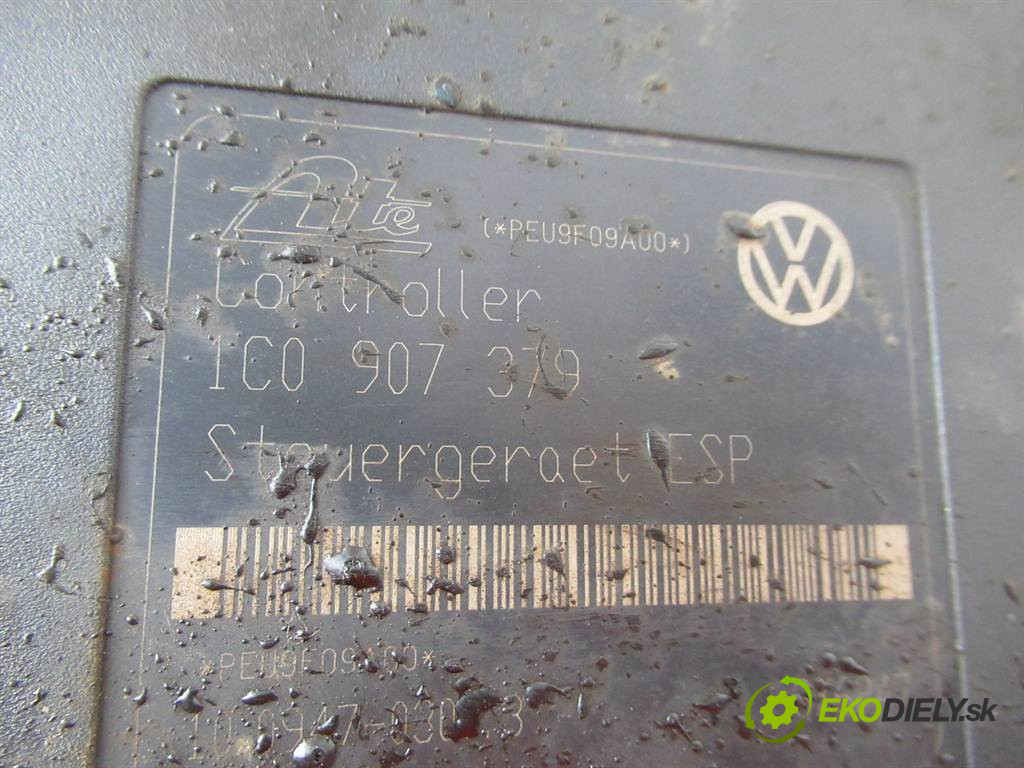 Ate (*PEU9F09A00*)
Controller
1C0 907 379
Steuergeraet ESP
*PEU9F09A00*
EKODIELY.sk